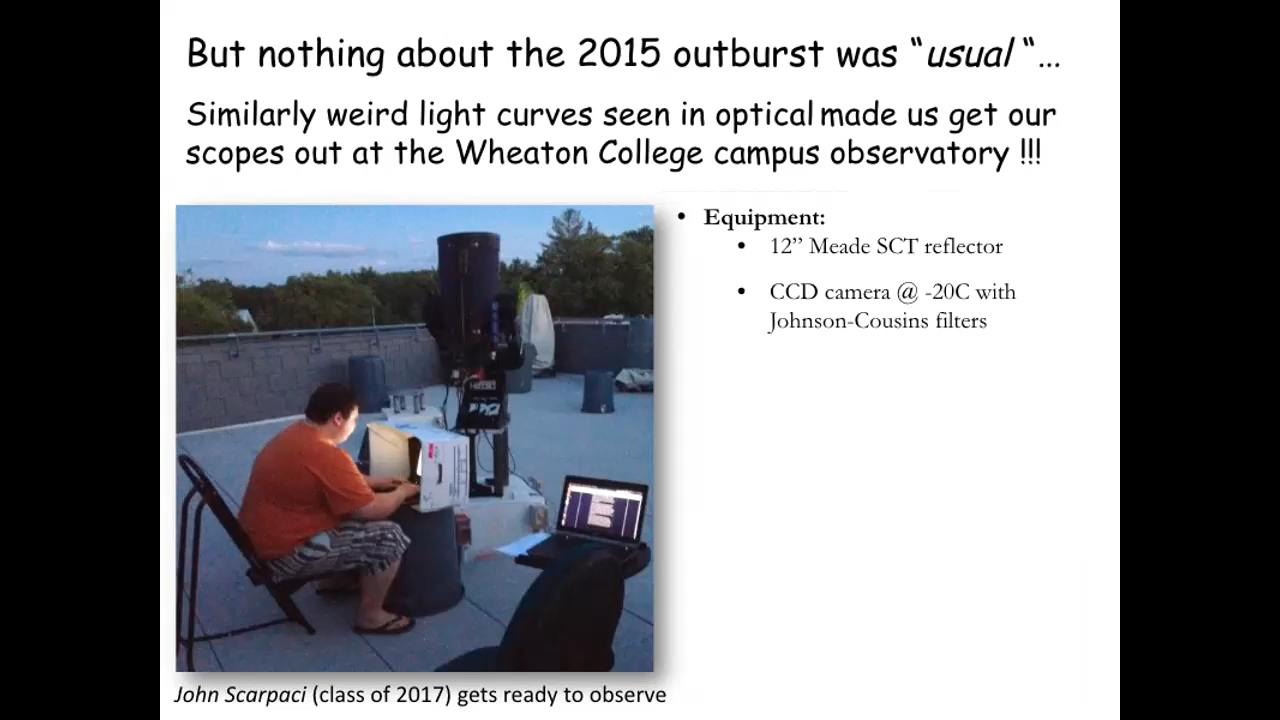 But nothing about the 2015 outburst was “usual “…
Similarly weird light curves seen in optical made us get our
scopes out at the Wheaton College campus observatory !!!
• Equipment:
• 12” Meade SCT reflector
• CCD camera @ -20C with
Johnson-Cousins filters
John Scarpaci (class of 2017) gets ready to observe